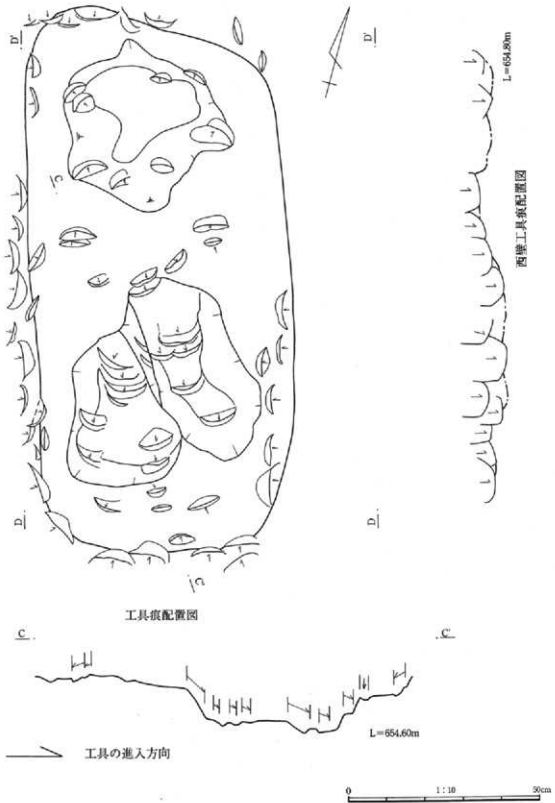 D'
D'
L=654.80m
西壁工具痕配置図
C
D
D
C'
工具痕配置図
C
C'
L=654.60m
工具の進入方向
0 1:10 50cm